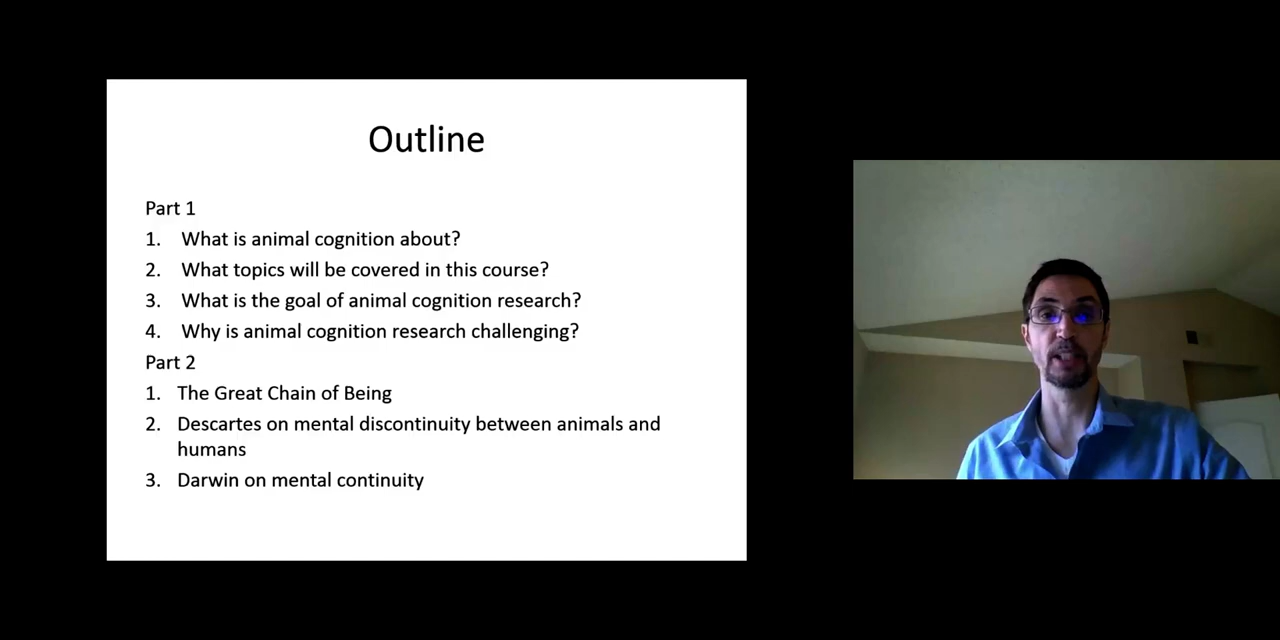 Outline
Part 1
1. What is animal cognition about?
2. What topics will be covered in this course?
3. What is the goal of animal cognition research?
4. Why is animal cognition research challenging?
Part 2
1. The Great Chain of Being
2. Descartes on mental discontinuity between animals and
humans
3. Darwin on mental continuity